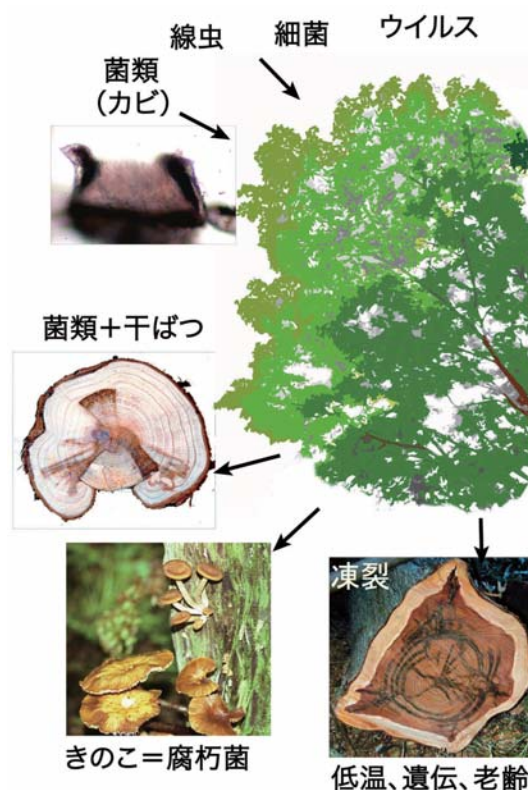 線虫 細菌 ウイルス
菌類
（カビ）
菌類＋干ばつ
凍裂
きのこ＝腐朽菌
低温、遺伝、老齢